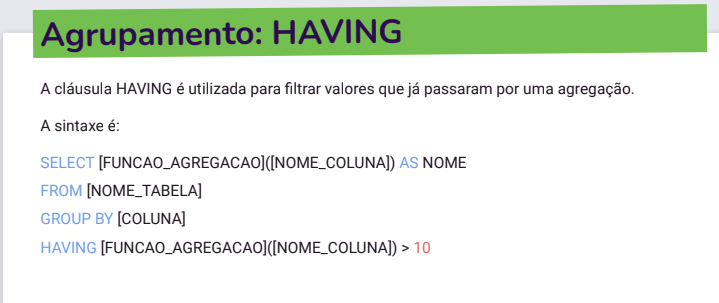 Agrupamento: HAVING
A cláusula HAVING é utilizada para filtrar valores que já passaram por uma agregação.
A sintaxe é:
SELECT [FUNCAO_AGREGACAO]([NOME_COLUNA]) AS NOME
FROM [NOME_TABELA]
GROUP BY [COLUNA]
HAVING [FUNCAO_AGREGACAO]([NOME_COLUNA]) > 10